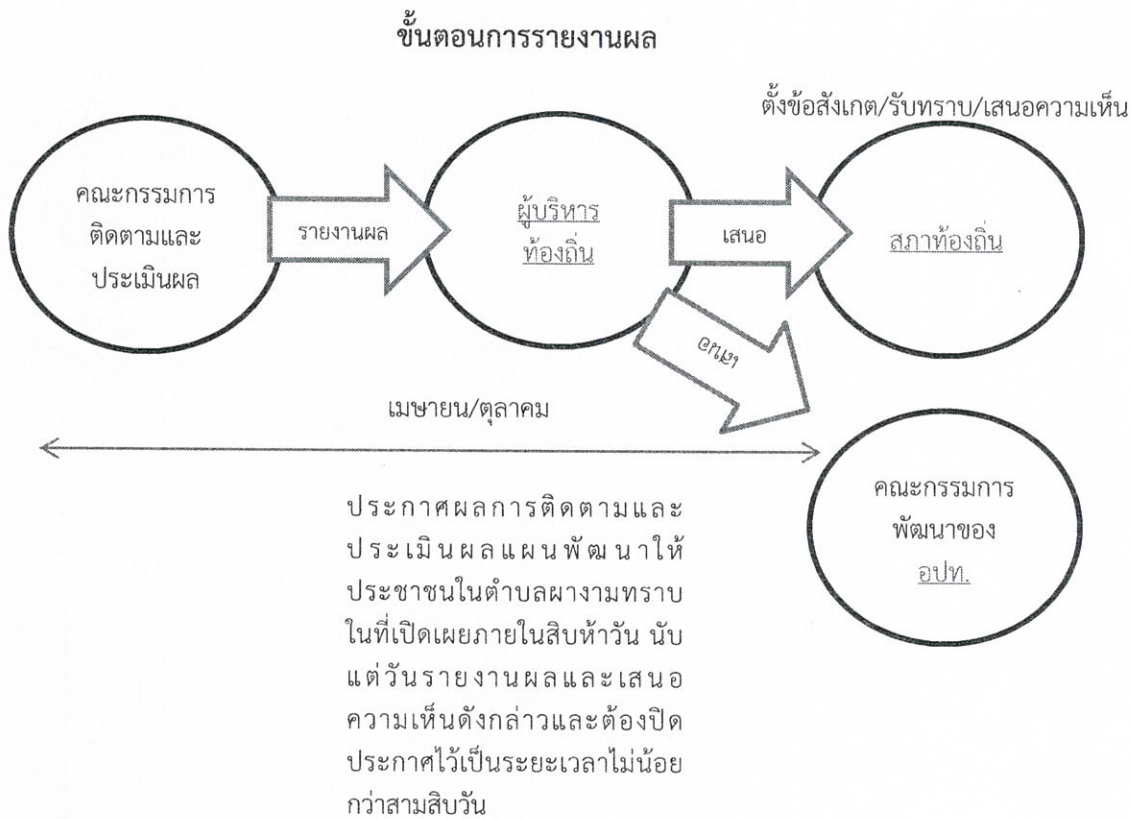 ขั้นตอนการรายงานผล
ตั้งข้อสังเกต/รับทราบ/เสนอความเห็น
คณะกรรมการ
ติดตามและ
ประเมินผล
รายงานผล
ผู้บริหาร
ท้องถิ่น
เสนอ
สภาท้องถิ่น
เสนอ
เมษายน/ตุลาคม
คณะกรรมการ
พัฒนาของ
อปท.
ประกาศผลการติดตามและ
ประเมินผลแผนพัฒนาให้
ประชาชนในตำบลผางามทราบ
ในที่เปิดเผยภายในสิบห้าวัน นับ
แต่วันรายงานผลและเสนอ
ความเห็นดังกล่าวและต้องปิด
ประกาศไว้เป็นระยะเวลาไม่น้อย
กว่าสามสิบวัน